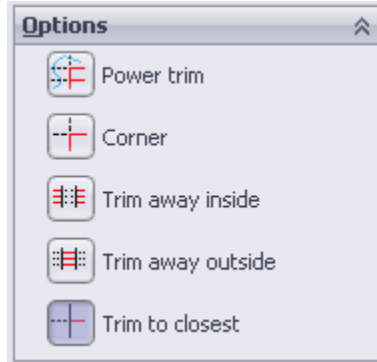 Options
Power trim
Corner
Trim away inside
Trim away outside
Trim to closest